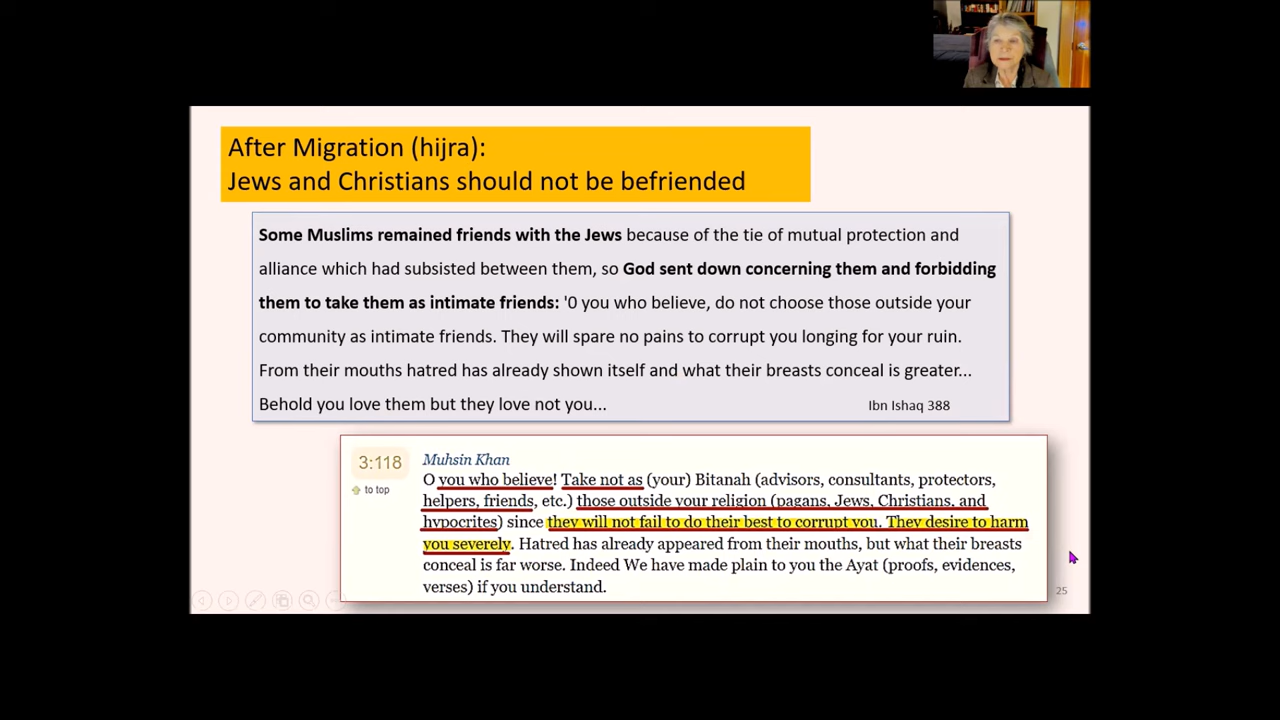 After Migration (hijra):
Jews and Christians should not be befriended
Some Muslims remained friends with the Jews because of the tie of mutual protection and
alliance which had subsisted between them, so God sent down concerning them and forbidding
them to take them as intimate friends: '0 you who believe, do not choose those outside your
community as intimate friends. They will spare no pains to corrupt you longing for your ruin.
From their mouths hatred has already shown itself and what their breasts conceal is greater...
Behold you love them but they love not you...
Ibn Ishaq 388
3:118
to top
Muhsin Khan
O you who believe! Take not as (your) Bitanah (advisors, consultants, protectors,
helpers, friends, etc.) those outside your religion (pagans, Jews, Christians, and
hypocrites) since they will not fail to do their best to corrupt you. They desire to harm
you severely. Hatred has already appeared from their mouths, but what their breasts
conceal is far worse. Indeed We have made plain to you the Ayat (proofs, evidences,
verses) if you understand.
25